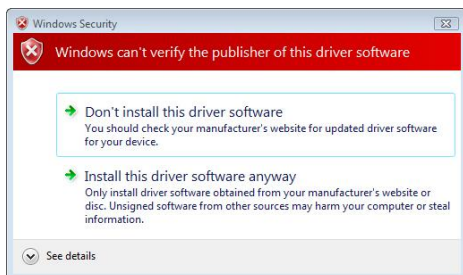 Windows Security
Windows can't verify the publisher of this driver software
Don't install this driver software
You should check your manufacturer's website for updated driver software
for your device.
Install this driver software anyway
Only install driver software obtained from your manufacturer's website or
disc. Unsigned software from other sources may harm your computer or steal
information.
See details